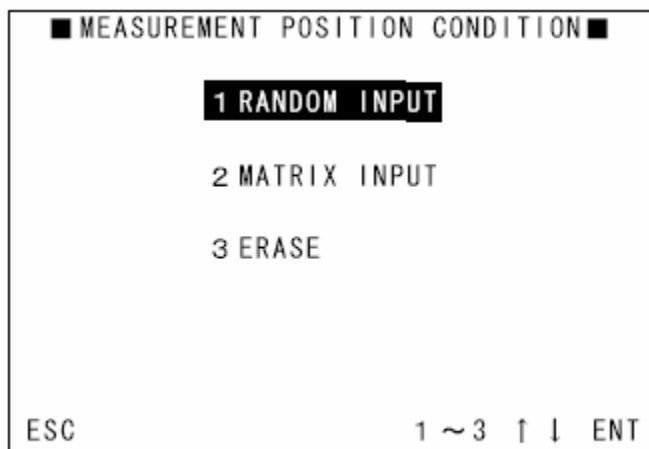 ■MEASUREMENT POSITION CONDITION■
1 RANDOM INPUT
2 MATRIX INPUT
3 ERASE
ESC 1～3 ↑ ↓ ENT